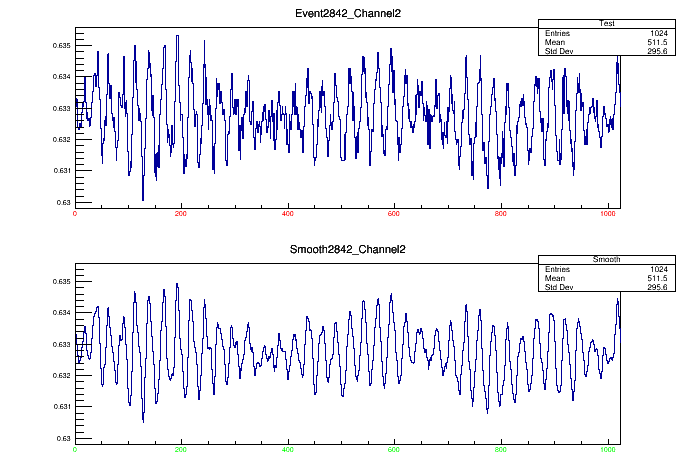 Event2842_Channel2
Test
Entries 1024
Mean 511.5
Std Dev 295.6
0.635
0.634
0.633
0.632
0.631
0.63
0 200 400 600 800 1000
Smooth2842_Channel2
Smooth
Entries 1024
Mean 511.5
Std Dev 295.6
0.635
0.634
0.633
0.632
0.631
0.63
0 200 400 600 800 1000